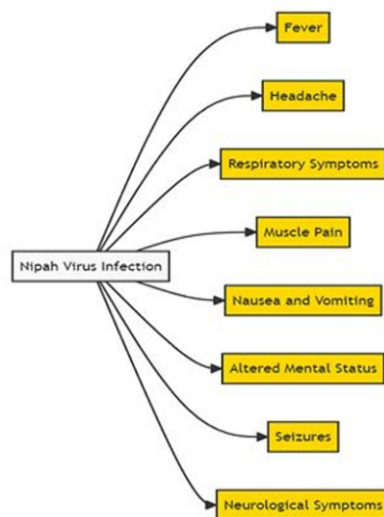 Fever
Headache
Respiratory Symptoms
Muscle Pain
Nipah Virus Infection
Nausea and Vomiting
Altered Mental Status
Seizures
Neurological Symptoms